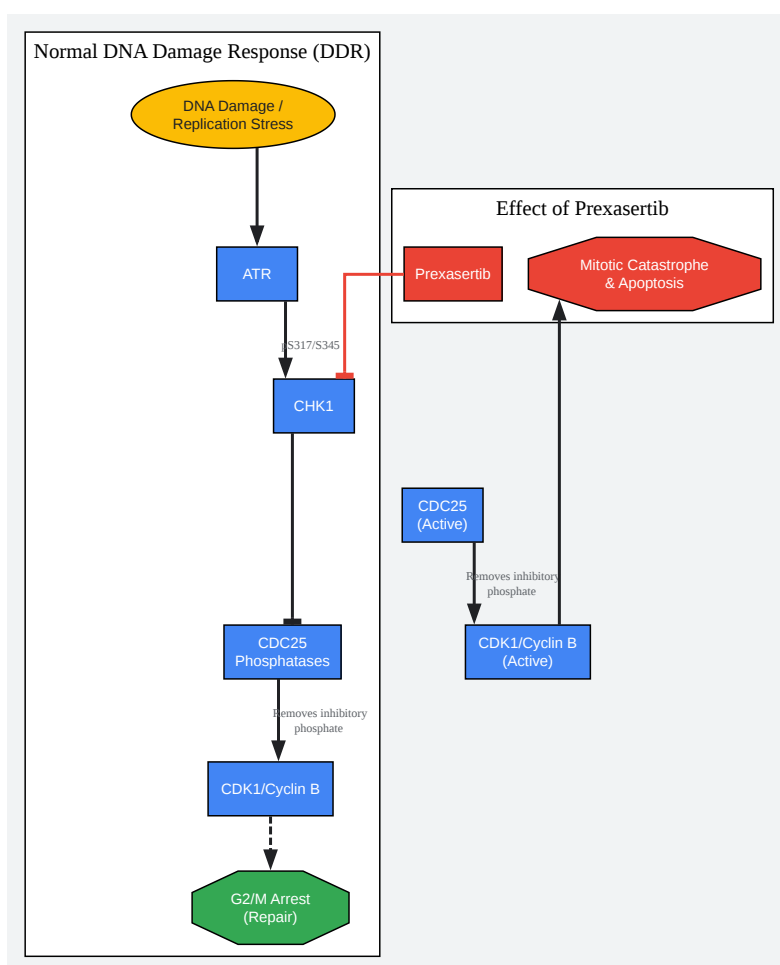 Normal DNA Damage Response (DDR)
DNA Damage /
Replication Stress
ATR
pS317/S345
CHK1
CDC25
Phosphatases
Removes inhibitory
phosphate
CDK1/Cyclin B
G2/M Arrest
(Repair)
Effect of Prexasertib
Prexasertib
Mitotic Catastrophe
& Apoptosis
CDC25
(Active)
Removes inhibitory
phosphate
CDK1/Cyclin B
(Active)